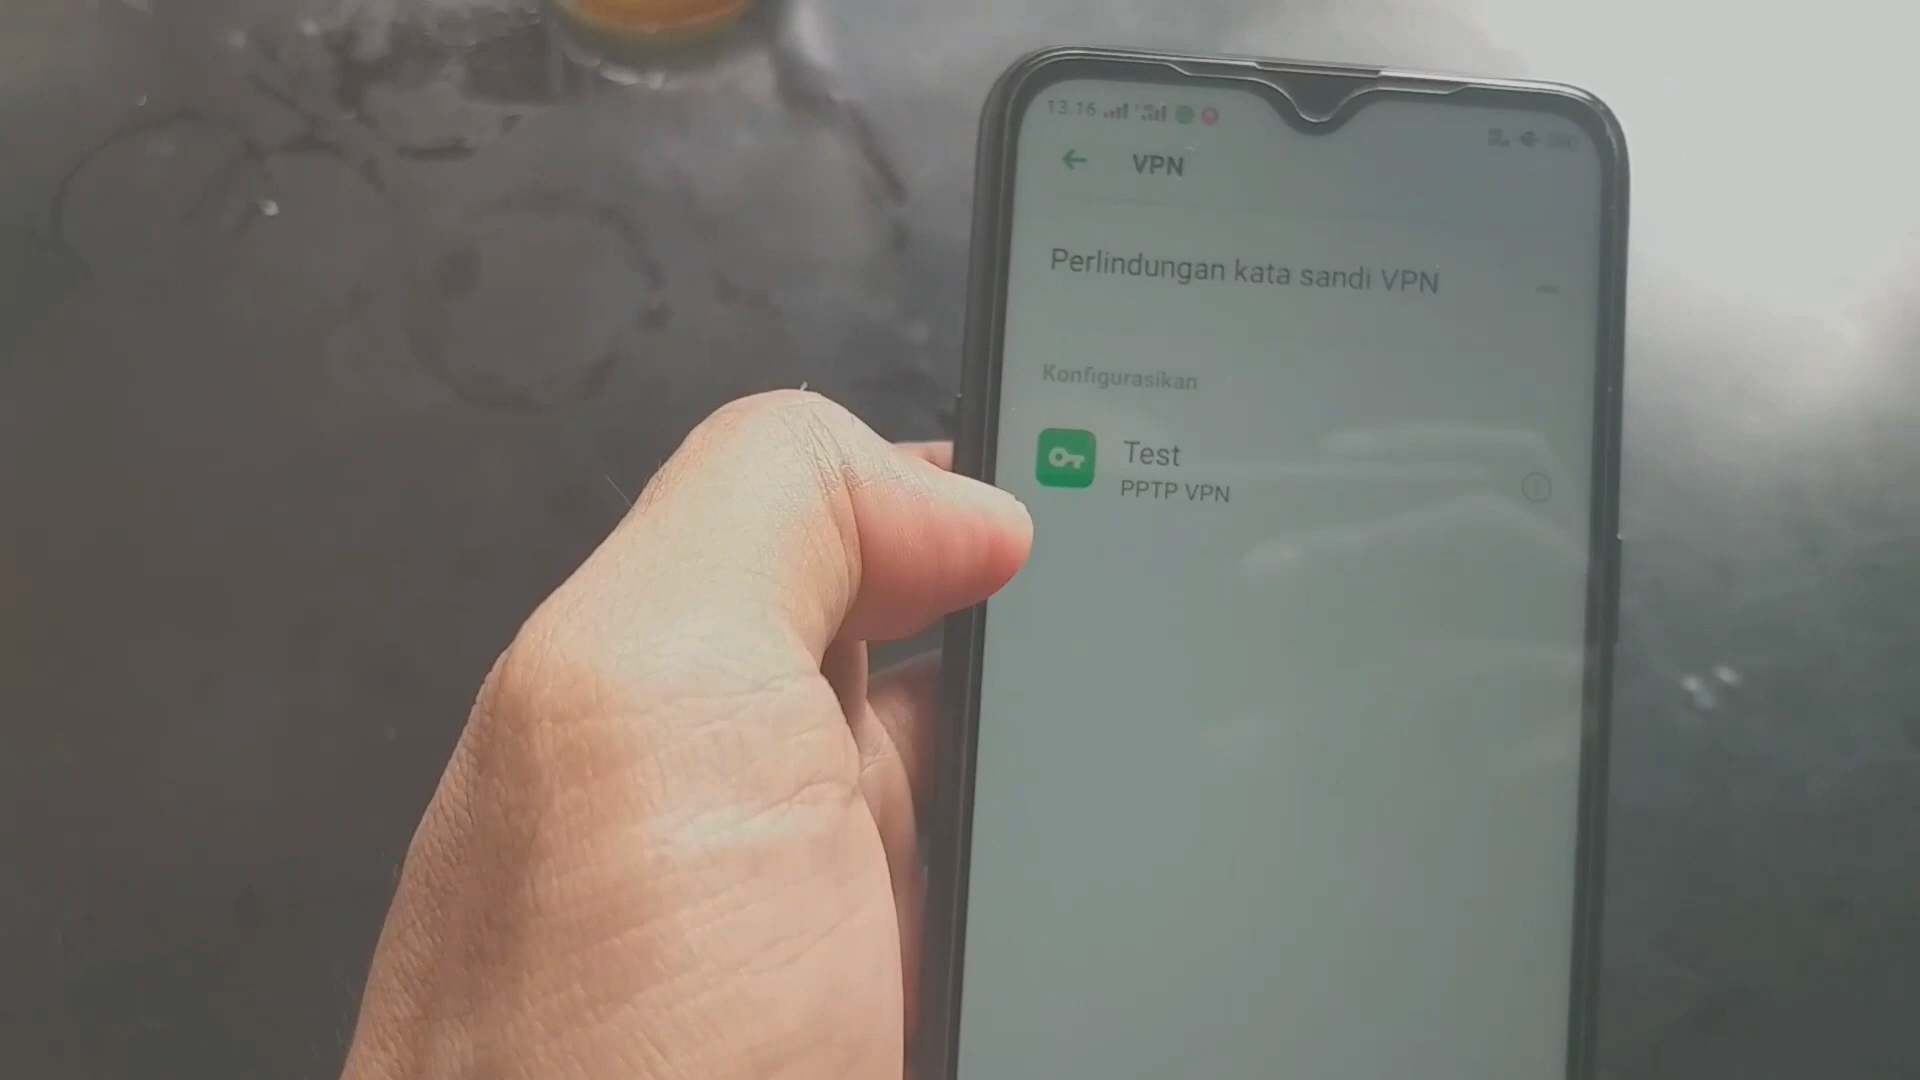 13.16
VPN
Perlindungan kata sandi VPN
Konfigurasikan
Test
PPTP VPN